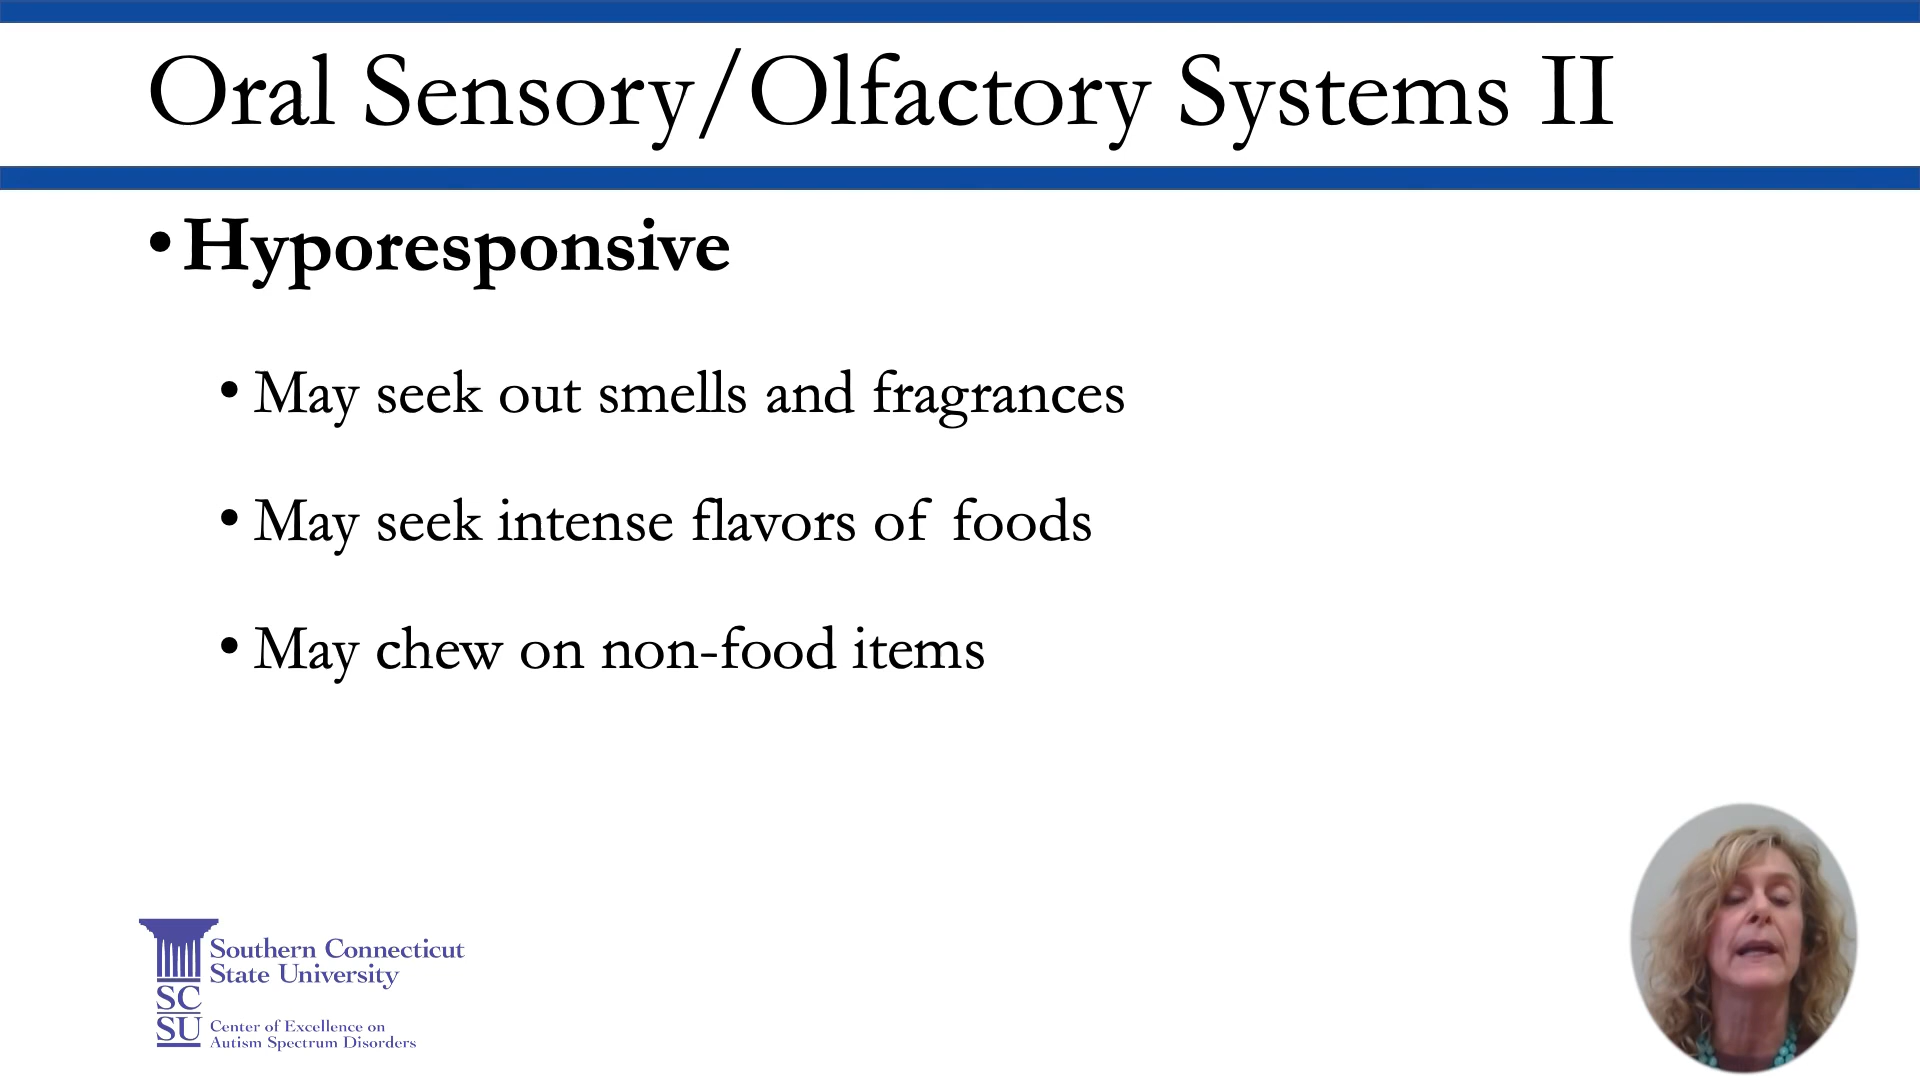 Oral Sensory/Olfactory Systems II
• Hyporesponsive
• May seek out smells and fragrances
• May seek intense flavors of foods
• May chew on non-food items
Southern Connecticut
State University
SC
SU
Center of Excellence on
Autism Spectrum Disorders